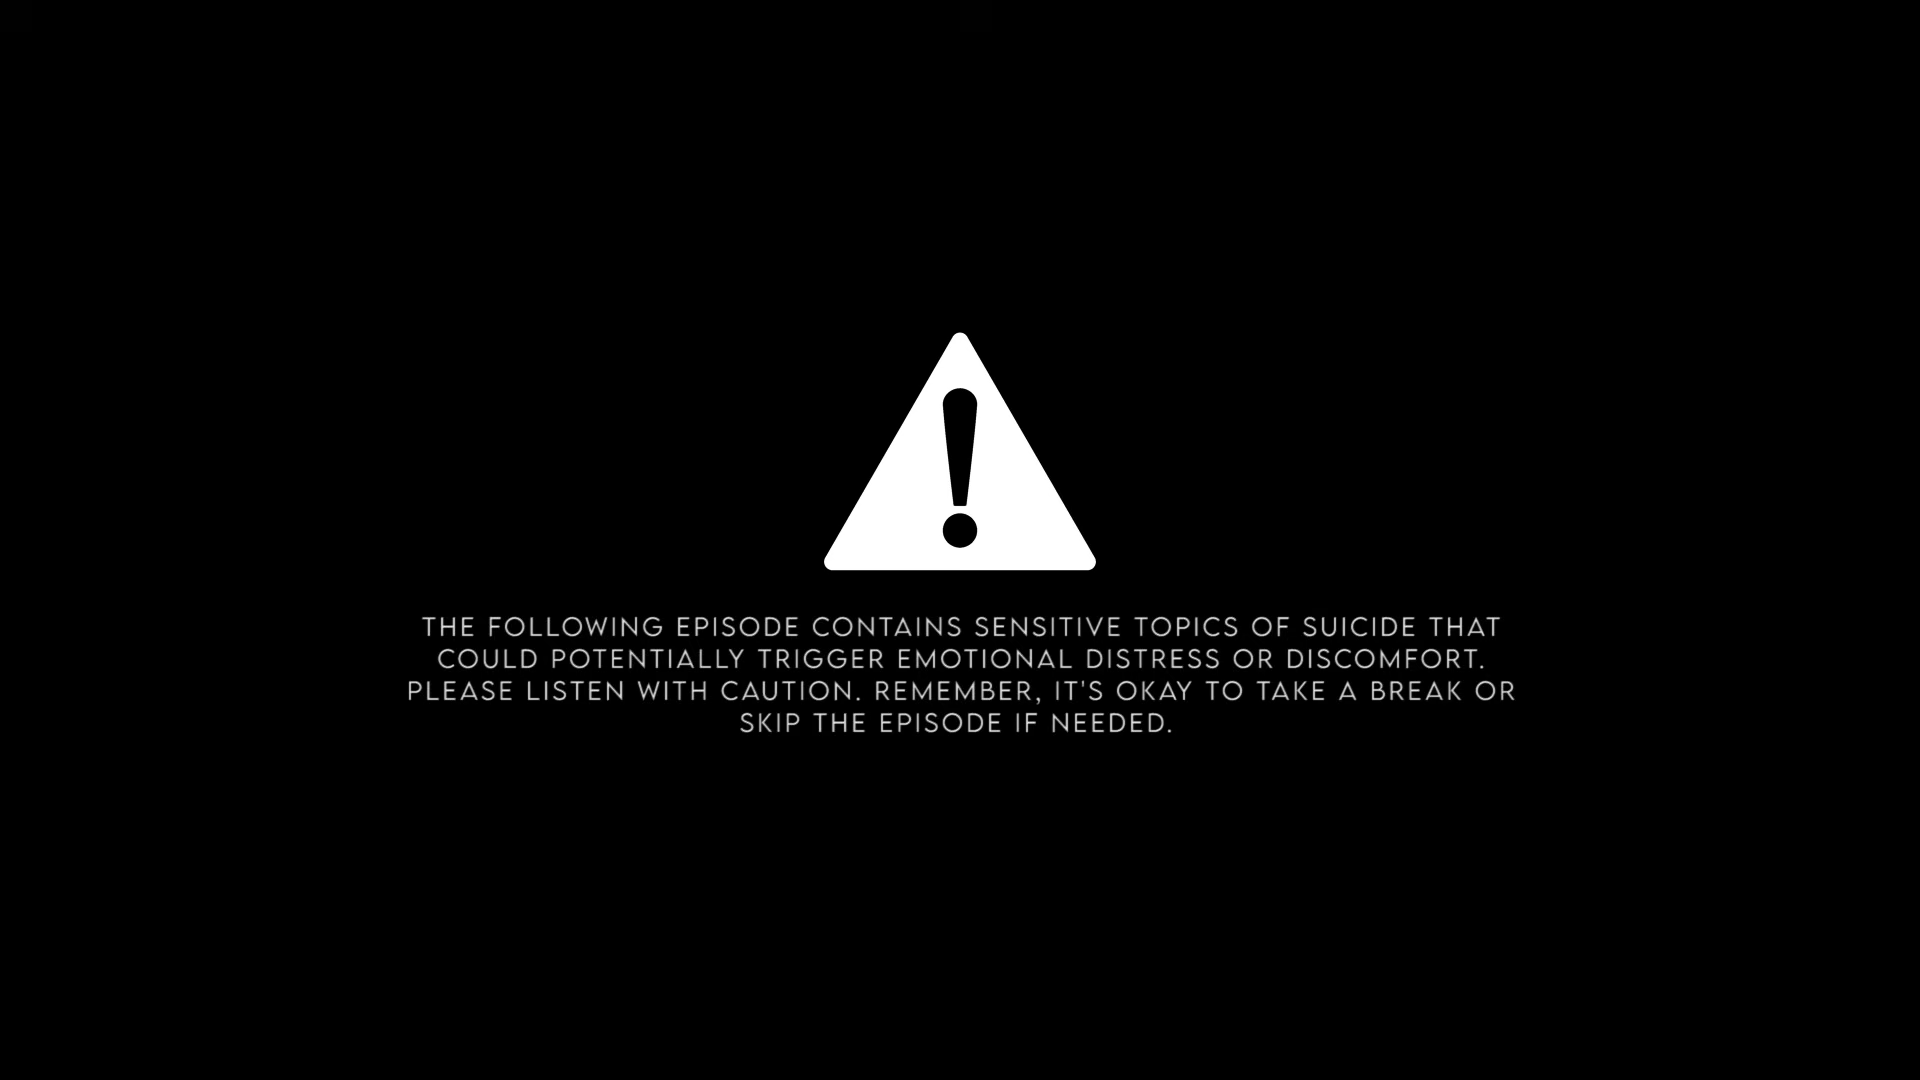 THE FOLLOWING EPISODE CONTAINS SENSITIVE TOPICS OF SUICIDE THAT
COULD POTENTIALLY TRIGGER EMOTIONAL DISTRESS OR DISCOMFORT.
PLEASE LISTEN WITH CAUTION. REMEMBER, IT'S OKAY TO TAKE A BREAK OR
SKIP THE EPISODE IF NEEDED.